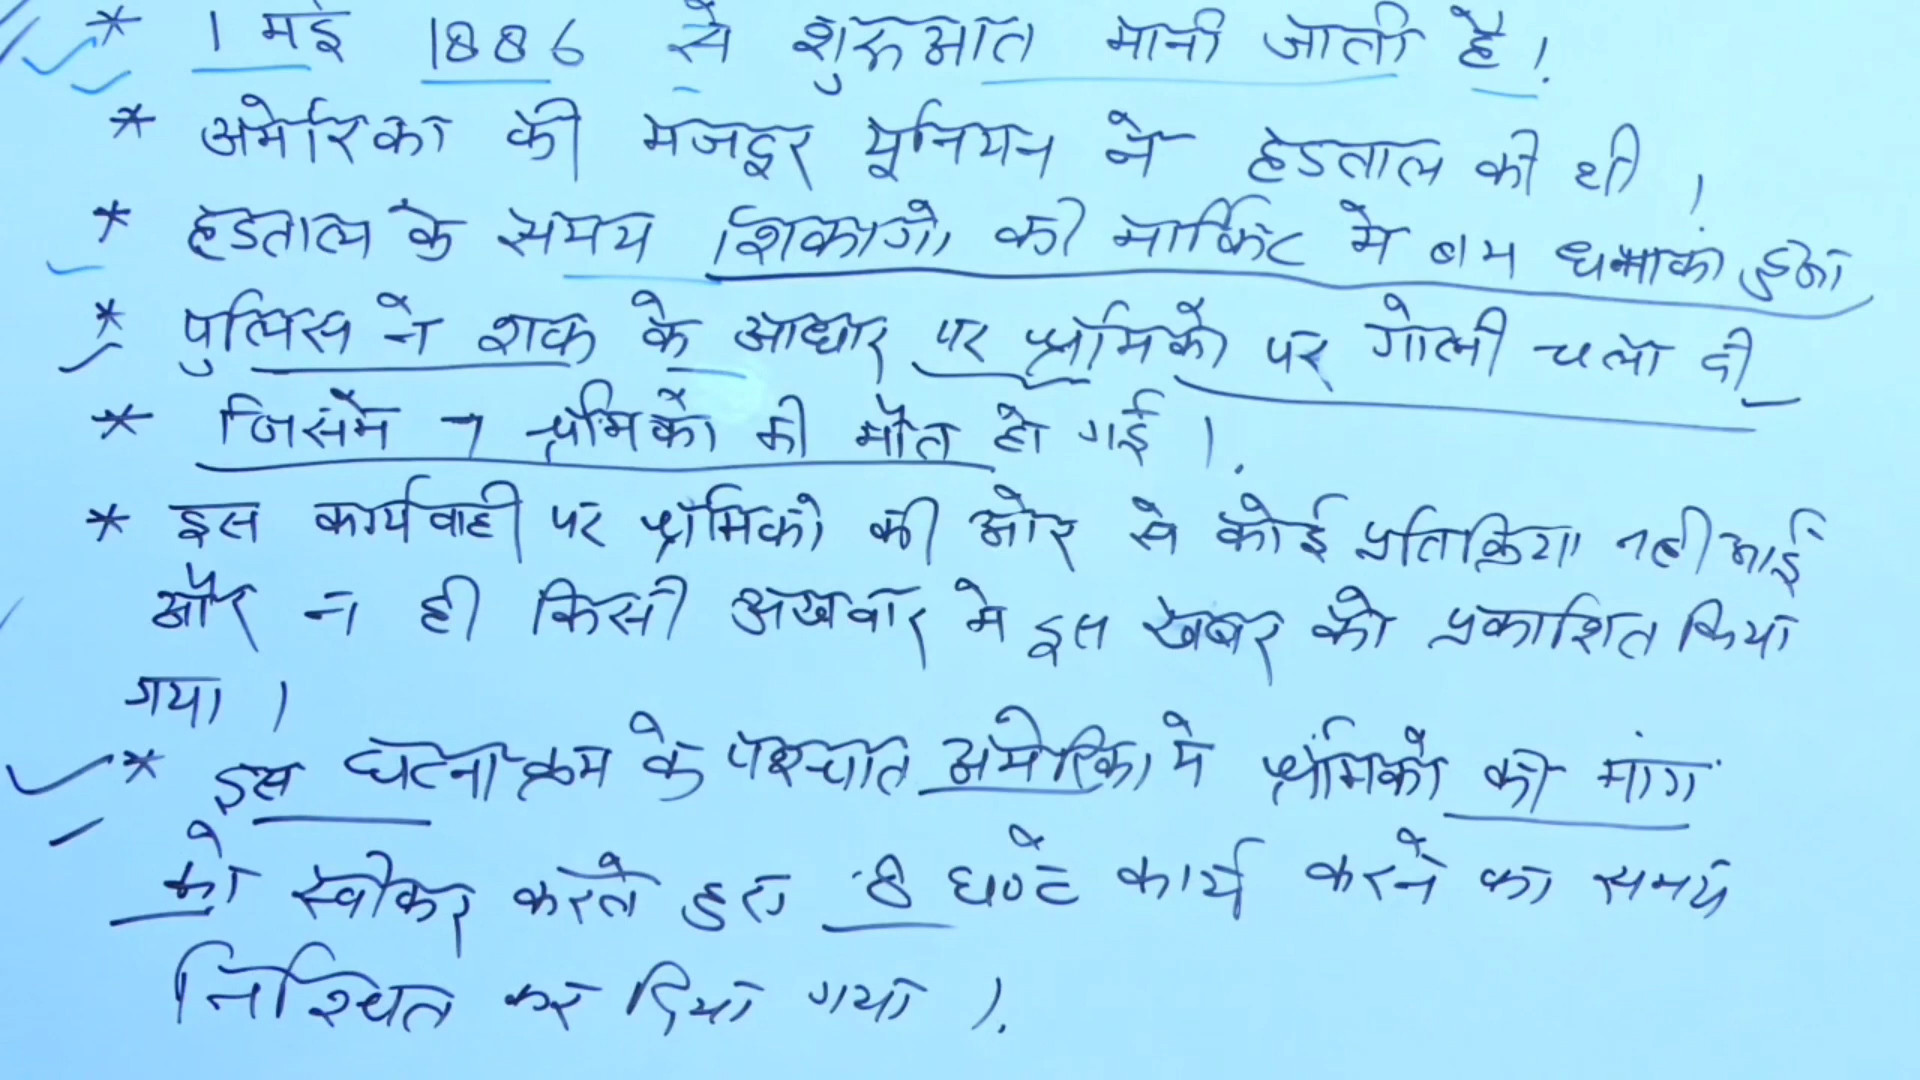 * 1 मई 1886 से शुरुआत मानी जाती है।
* अमेरिका की मजदूर यूनियन ने हडताल की थी ।
* हडताल के समय शिकागो की मार्किट मे बम धमाका हुआ
* पुलिस ने शक के आधार पर श्रमिको पर गोली चला दी
* जिसमें 7 श्रमिकों की मौत हो गई ।
* इस कार्यवाही पर श्रमिको की ओर से कोई प्रतिक्रिया नही आई
और न ही किसी अखबार मे इस खबर को प्रकाशित किया
गया ।
* इस घटनाक्रम के पश्चात अमेरिका मे श्रमिकों की मांग
को स्वीकार करते हुए 8 घण्टे कार्य करने का समय
निश्चित कर दिया गया ।